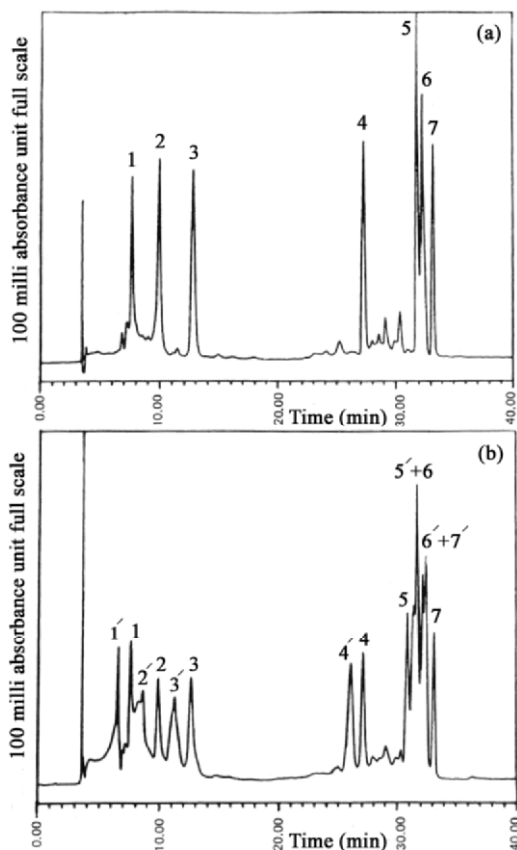 (a)
100 milli absorbance unit full scale
1 2 3 4 5 6 7
0.00 10.00 20.00 30.00 40.00
Time (min)
(b)
100 milli absorbance unit full scale
1´ 1 2´ 2 3´ 3 4´ 4 5 5´+6 6´+7´ 7
0.00 10.00 20.00 30.00 40.00
Time (min)